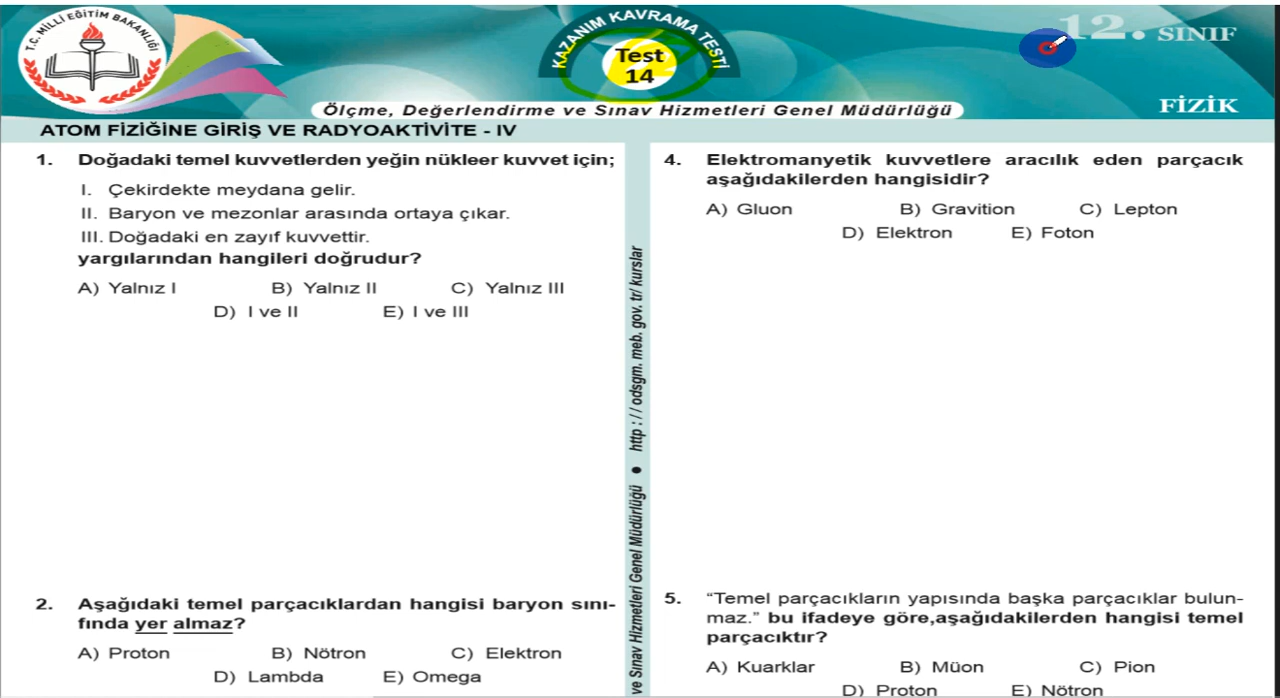 T.C. MİLLİ EĞİTİM BAKANLIĞI
KAZANIM KAVRAMA TESTİ
Test
14
12. SINIF
FİZİK
Ölçme, Değerlendirme ve Sınav Hizmetleri Genel Müdürlüğü
ATOM FİZİĞİNE GİRİŞ VE RADYOAKTİVİTE - IV
1. Doğadaki temel kuvvetlerden yeğin nükleer kuvvet için;
I. Çekirdekte meydana gelir.
II. Baryon ve mezonlar arasında ortaya çıkar.
III. Doğadaki en zayıf kuvvettir.
yargılarından hangileri doğrudur?
A) Yalnız I B) Yalnız II C) Yalnız III
D) I ve II E) I ve III
2. Aşağıdaki temel parçacıklardan hangisi baryon sını-
fında yer almaz?
A) Proton B) Nötron C) Elektron
D) Lambda E) Omega
ve Sınav Hizmetleri Genel Müdürlüğü ● http : / / odsgm. meb. gov. tr/ kurslar
4. Elektromanyetik kuvvetlere aracılık eden parçacık
aşağıdakilerden hangisidir?
A) Gluon B) Gravition C) Lepton
D) Elektron E) Foton
5. “Temel parçacıkların yapısında başka parçacıklar bulun-
maz.” bu ifadeye göre,aşağıdakilerden hangisi temel
parçacıktır?
A) Kuarklar B) Müon C) Pion
D) Proton E) Nötron